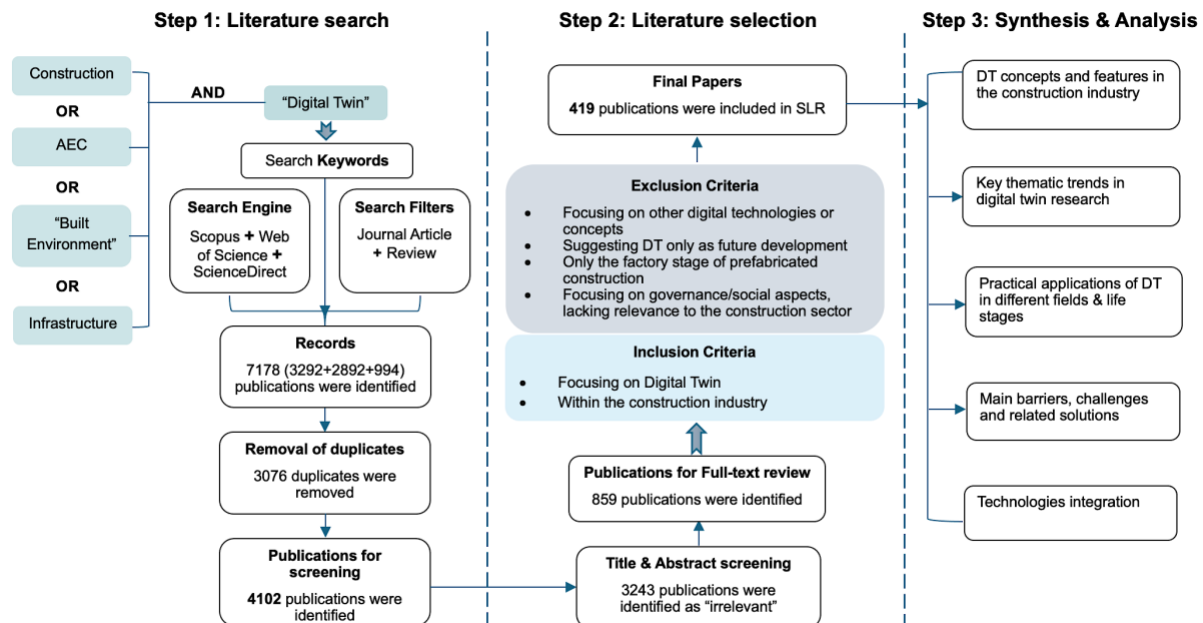 Step 1: Literature search
Construction
OR
AEC
OR
“Built
Environment”
OR
Infrastructure
AND
“Digital Twin”
Search Keywords
Search Engine
Scopus + Web
of Science +
ScienceDirect
Search Filters
Journal Article
+ Review
Records
7178 (3292+2892+994)
publications were identified
Removal of duplicates
3076 duplicates were
removed
Publications for
screening
4102 publications were
identified
Step 2: Literature selection
Final Papers
419 publications were included in SLR
Exclusion Criteria
• Focusing on other digital technologies or
concepts
• Suggesting DT only as future development
• Only the factory stage of prefabricated
construction
• Focusing on governance/social aspects,
lacking relevance to the construction sector
Inclusion Criteria
• Focusing on Digital Twin
• Within the construction industry
Publications for Full-text review
859 publications were identified
Title & Abstract screening
3243 publications were
identified as “irrelevant”
Step 3: Synthesis & Analysis
DT concepts and features in
the construction industry
Key thematic trends in
digital twin research
Practical applications of DT
in different fields & life
stages
Main barriers, challenges
and related solutions
Technologies integration